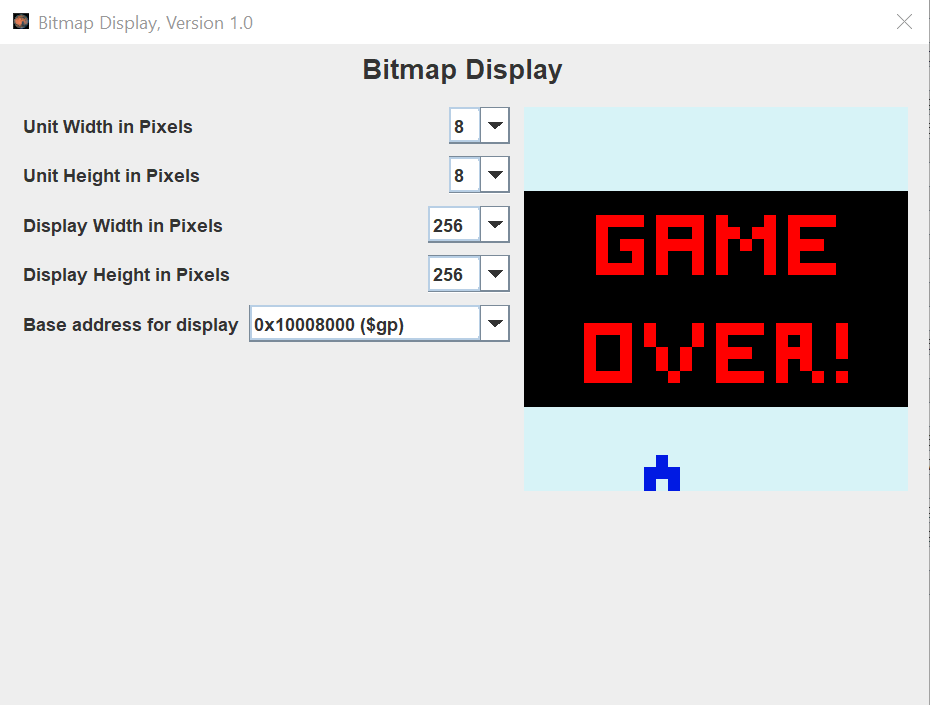 Bitmap Display, Version 1.0
Bitmap Display
Unit Width in Pixels 8
Unit Height in Pixels 8
Display Width in Pixels 256
Display Height in Pixels 256
Base address for display 0x10008000 ($gp)
GAME
OVER!